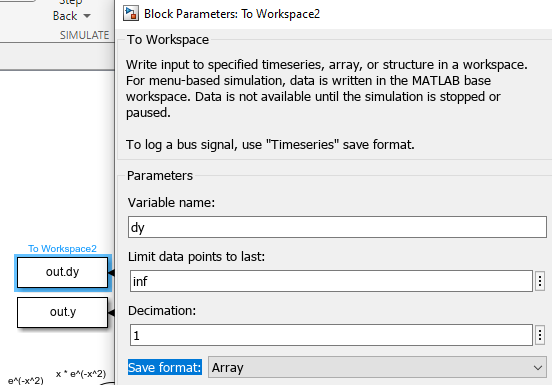 Step
Back
SIMULATE
Block Parameters: To Workspace2
To Workspace
Write input to specified timeseries, array, or structure in a workspace.
For menu-based simulation, data is written in the MATLAB base
workspace. Data is not available until the simulation is stopped or
paused.
To log a bus signal, use "Timeseries" save format.
Parameters
Variable name:
dy
Limit data points to last:
inf
Decimation:
1
Save format: Array
To Workspace2
out.dy
out.y
e^(-x^2)
x * e^(-x^2)